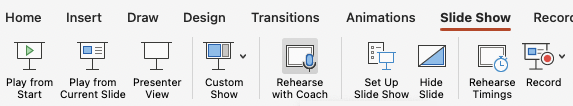 Home Insert Draw Design Transitions Animations Slide Show Record
Play from Start
Play from Current Slide
Presenter View
Custom Show
Rehearse with Coach
Set Up Slide Show
Hide Slide
Rehearse Timings
Record